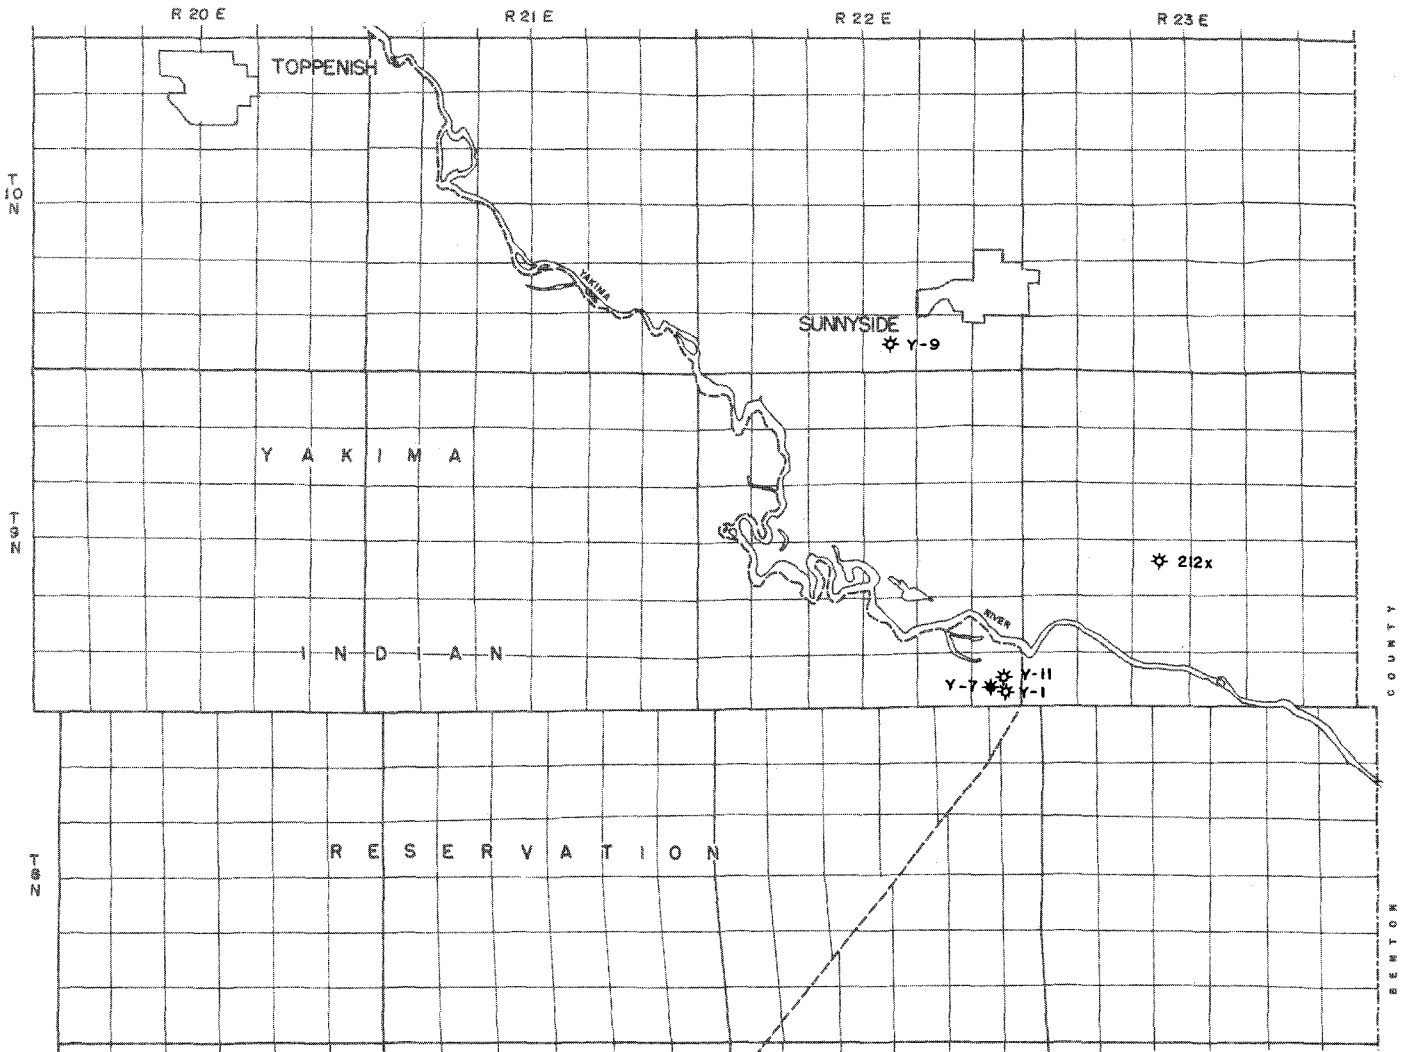 R 20 E
R 21 E
R 22 E
R 23 E
TOPPENISH
T
10
N
YAKIMA
SUNNYSIDE
Y-9
Y A K I M A
T
9
N
212x
RIVER
I N D I A N
Y-11
Y-7
Y-1
COUNTY
R E S E R V A T I O N
T
8
N
BENTON